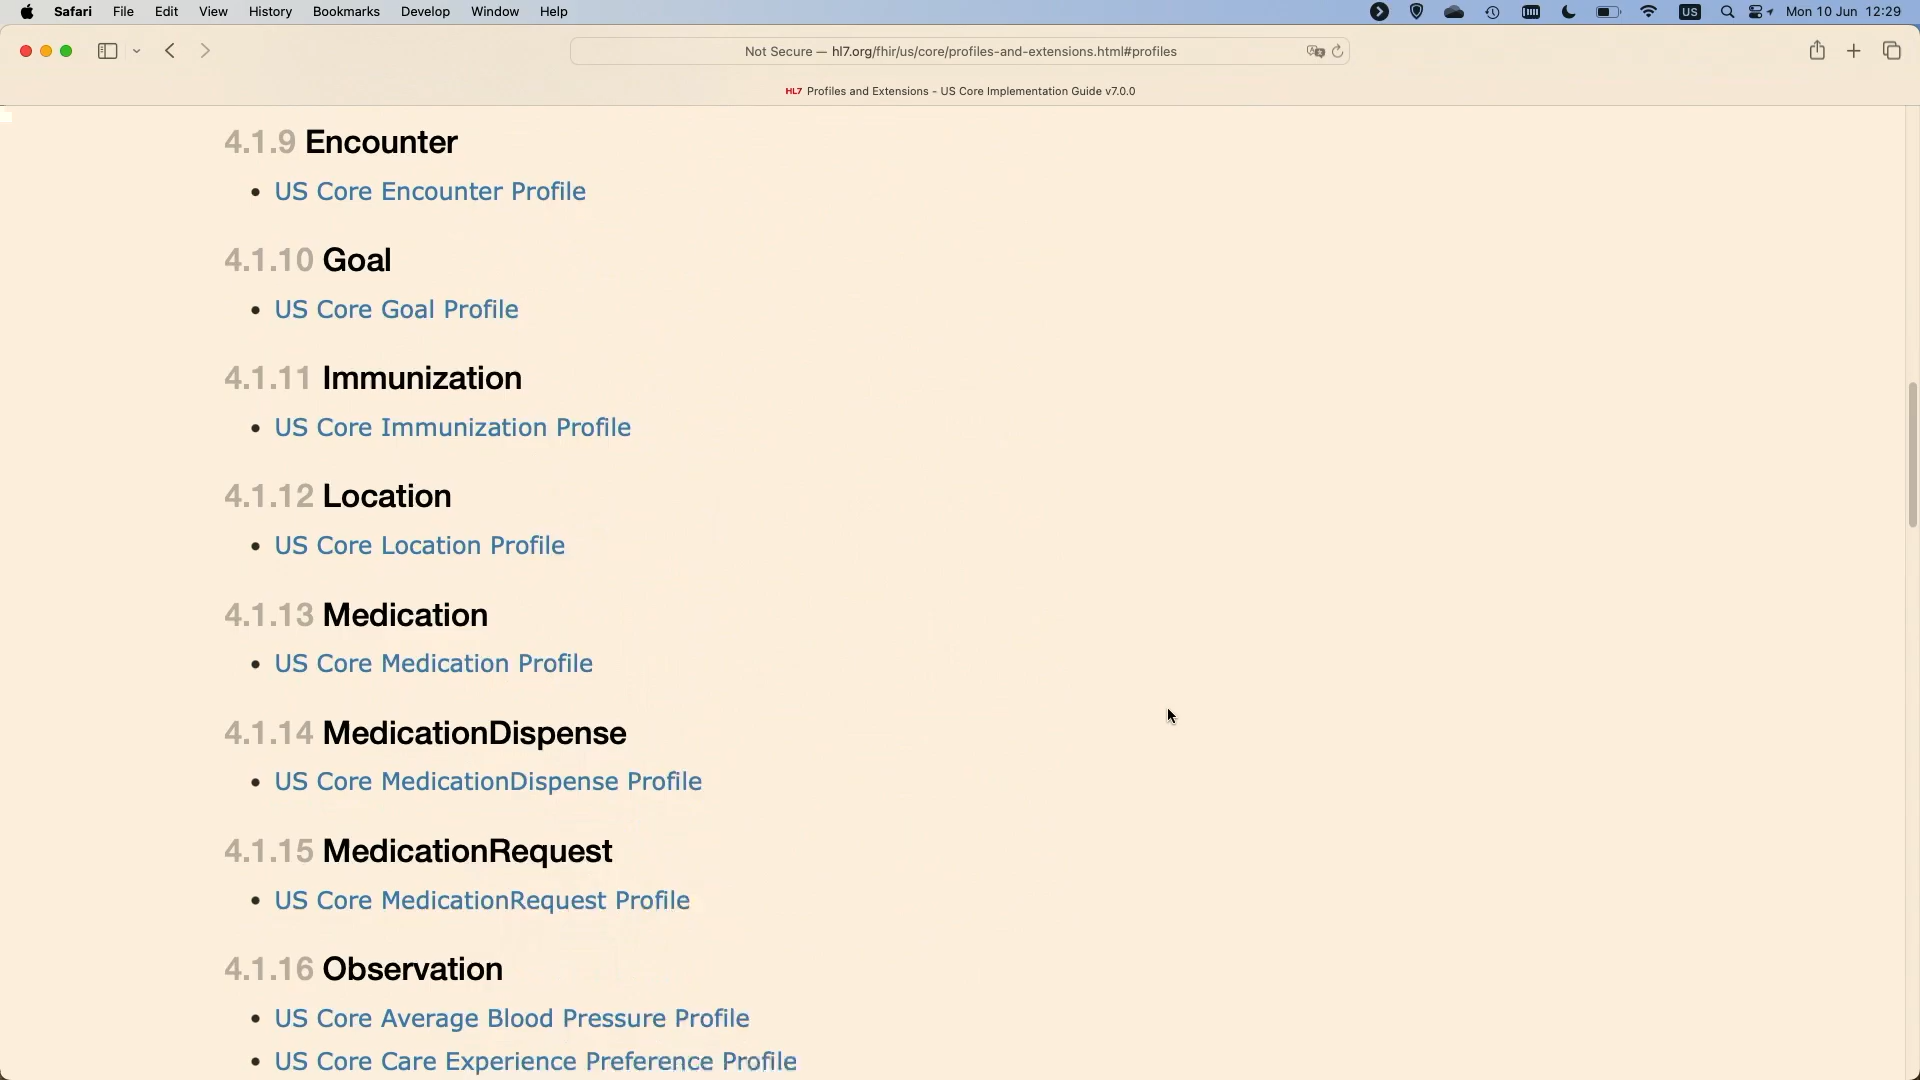 Safari File Edit View History Bookmarks Develop Window Help US Mon 10 Jun 12:29
Not Secure — hl7.org/fhir/us/core/profiles-and-extensions.html#profiles
HL7 Profiles and Extensions - US Core Implementation Guide v7.0.0
4.1.9 Encounter
• US Core Encounter Profile
4.1.10 Goal
• US Core Goal Profile
4.1.11 Immunization
• US Core Immunization Profile
4.1.12 Location
• US Core Location Profile
4.1.13 Medication
• US Core Medication Profile
4.1.14 MedicationDispense
• US Core MedicationDispense Profile
4.1.15 MedicationRequest
• US Core MedicationRequest Profile
4.1.16 Observation
• US Core Average Blood Pressure Profile
• US Core Care Experience Preference Profile